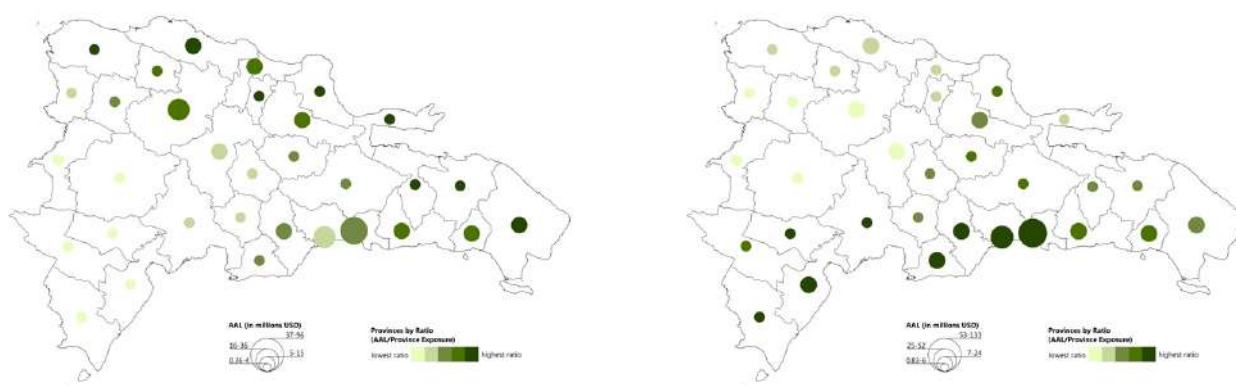 AAL (in millions USD)
37-96
16-36
5-15
0.26-4
Provinces by Ratio
(AAL/Province Exposure)
lowest ratio
highest ratio
AAL (in millions USD)
53-133
25-52
7-24
0.82-6
Provinces by Ratio
(AAL/Province Exposure)
lowest ratio
highest ratio